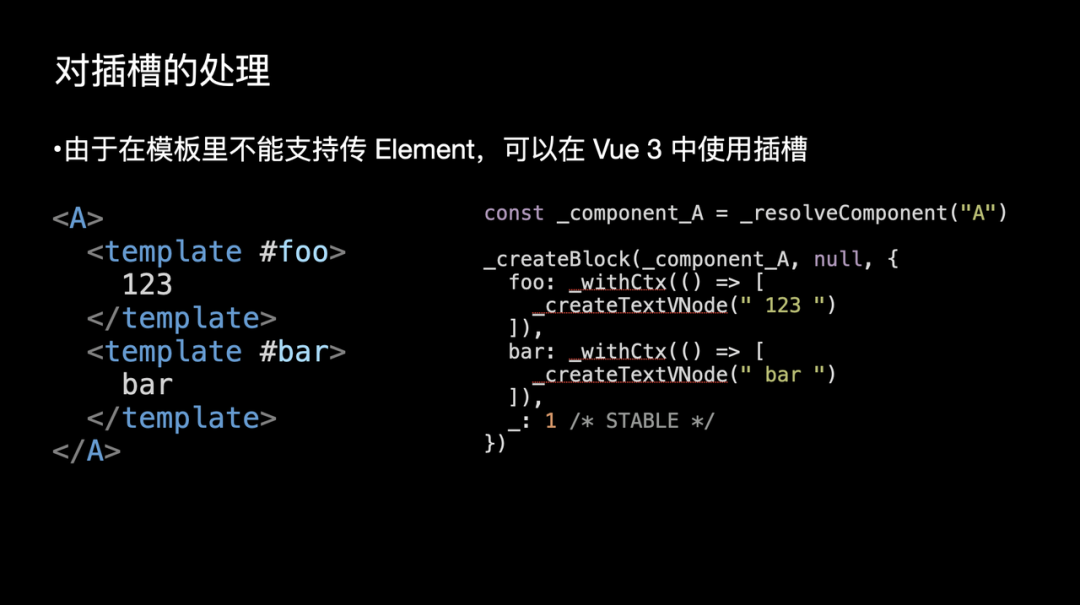 对插槽的处理
•由于在模板里不能支持传 Element，可以在 Vue 3 中使用插槽
<A>
  <template #foo>
    123
  </template>
  <template #bar>
    bar
  </template>
</A>
const _component_A = _resolveComponent("A")
_createBlock(_component_A, null, {
  foo: _withCtx(() => [
    _createTextVNode(" 123 ")
  ]),
  bar: _withCtx(() => [
    _createTextVNode(" bar ")
  ]),
  _: 1 /* STABLE */
})